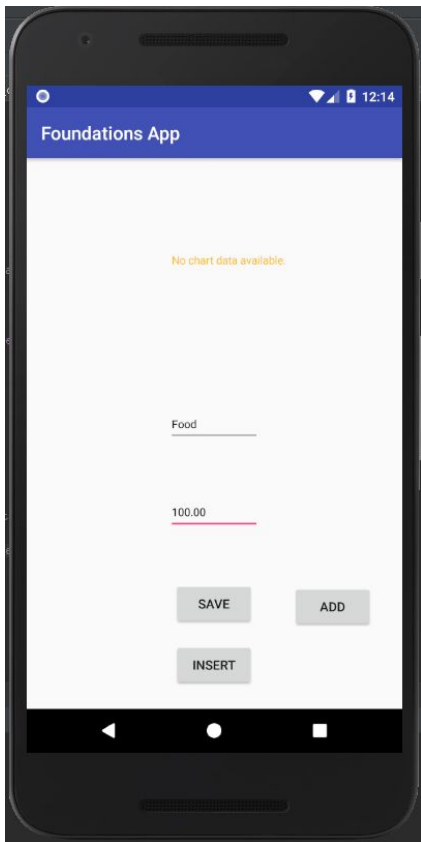 12:14
Foundations App
No chart data available.
Food
100.00
SAVE
ADD
INSERT